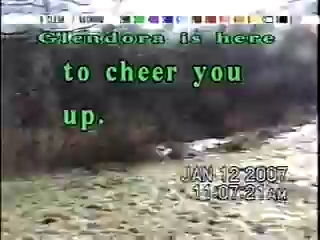 Glendora is here
to cheer you
up.
JAN 12 2007
11:07:21AM